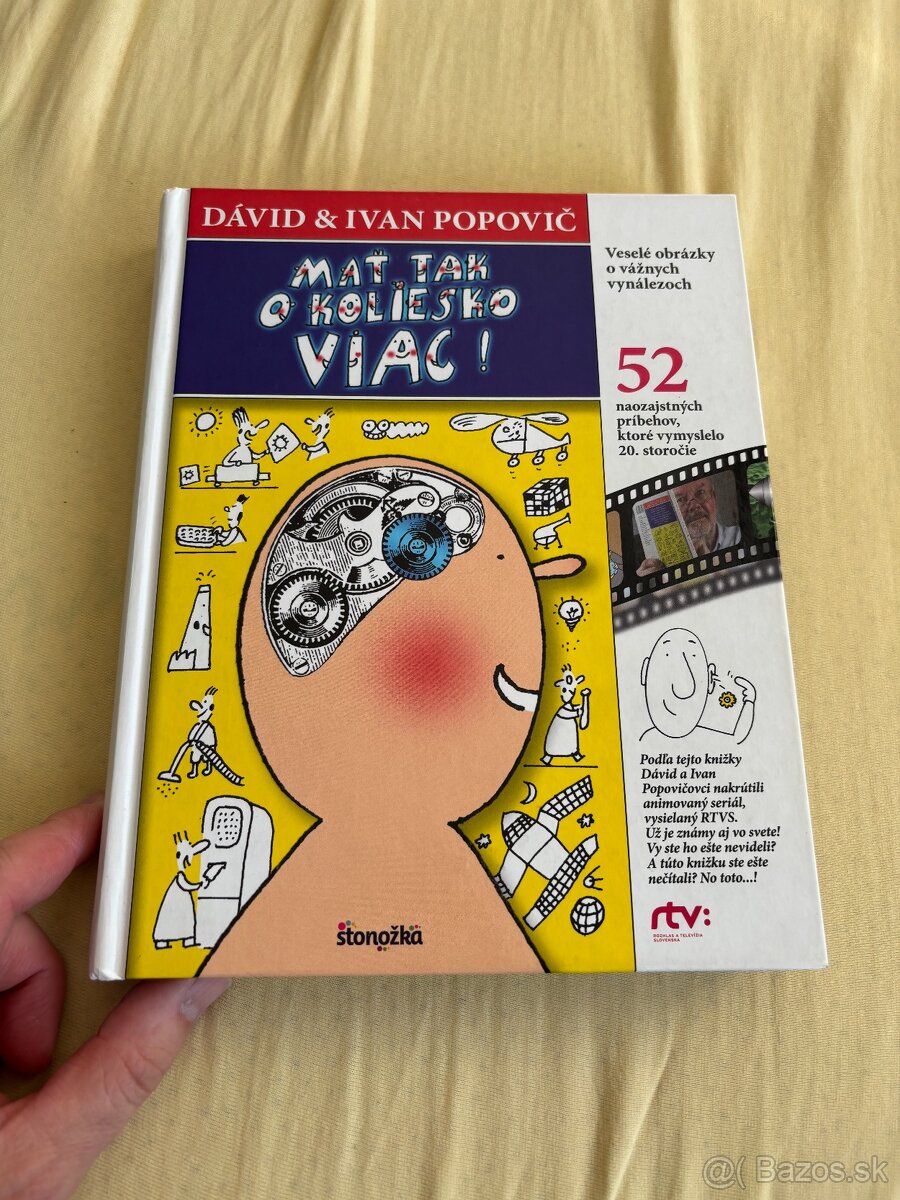 DÁVID & IVAN POPOVIČ
MAŤ TAK
O KOLIESKO
VIAC!
Veselé obrázky
o vážnych
vynálezoch
52
naozajstných
príbehov,
ktoré vymyslelo
20. storočie
Podľa tejto knižky
Dávid a Ivan
Popovičovci nakrútili
animovaný seriál,
vysielaný RTVS.
Už je známy aj vo svete!
Vy ste ho ešte nevideli?
A túto knižku ste ešte
nečítali? No toto...!
rtv:
ROZHLAS A TELEVÍZIA
SLOVENSKA
stonožka
@( Bazos.sk